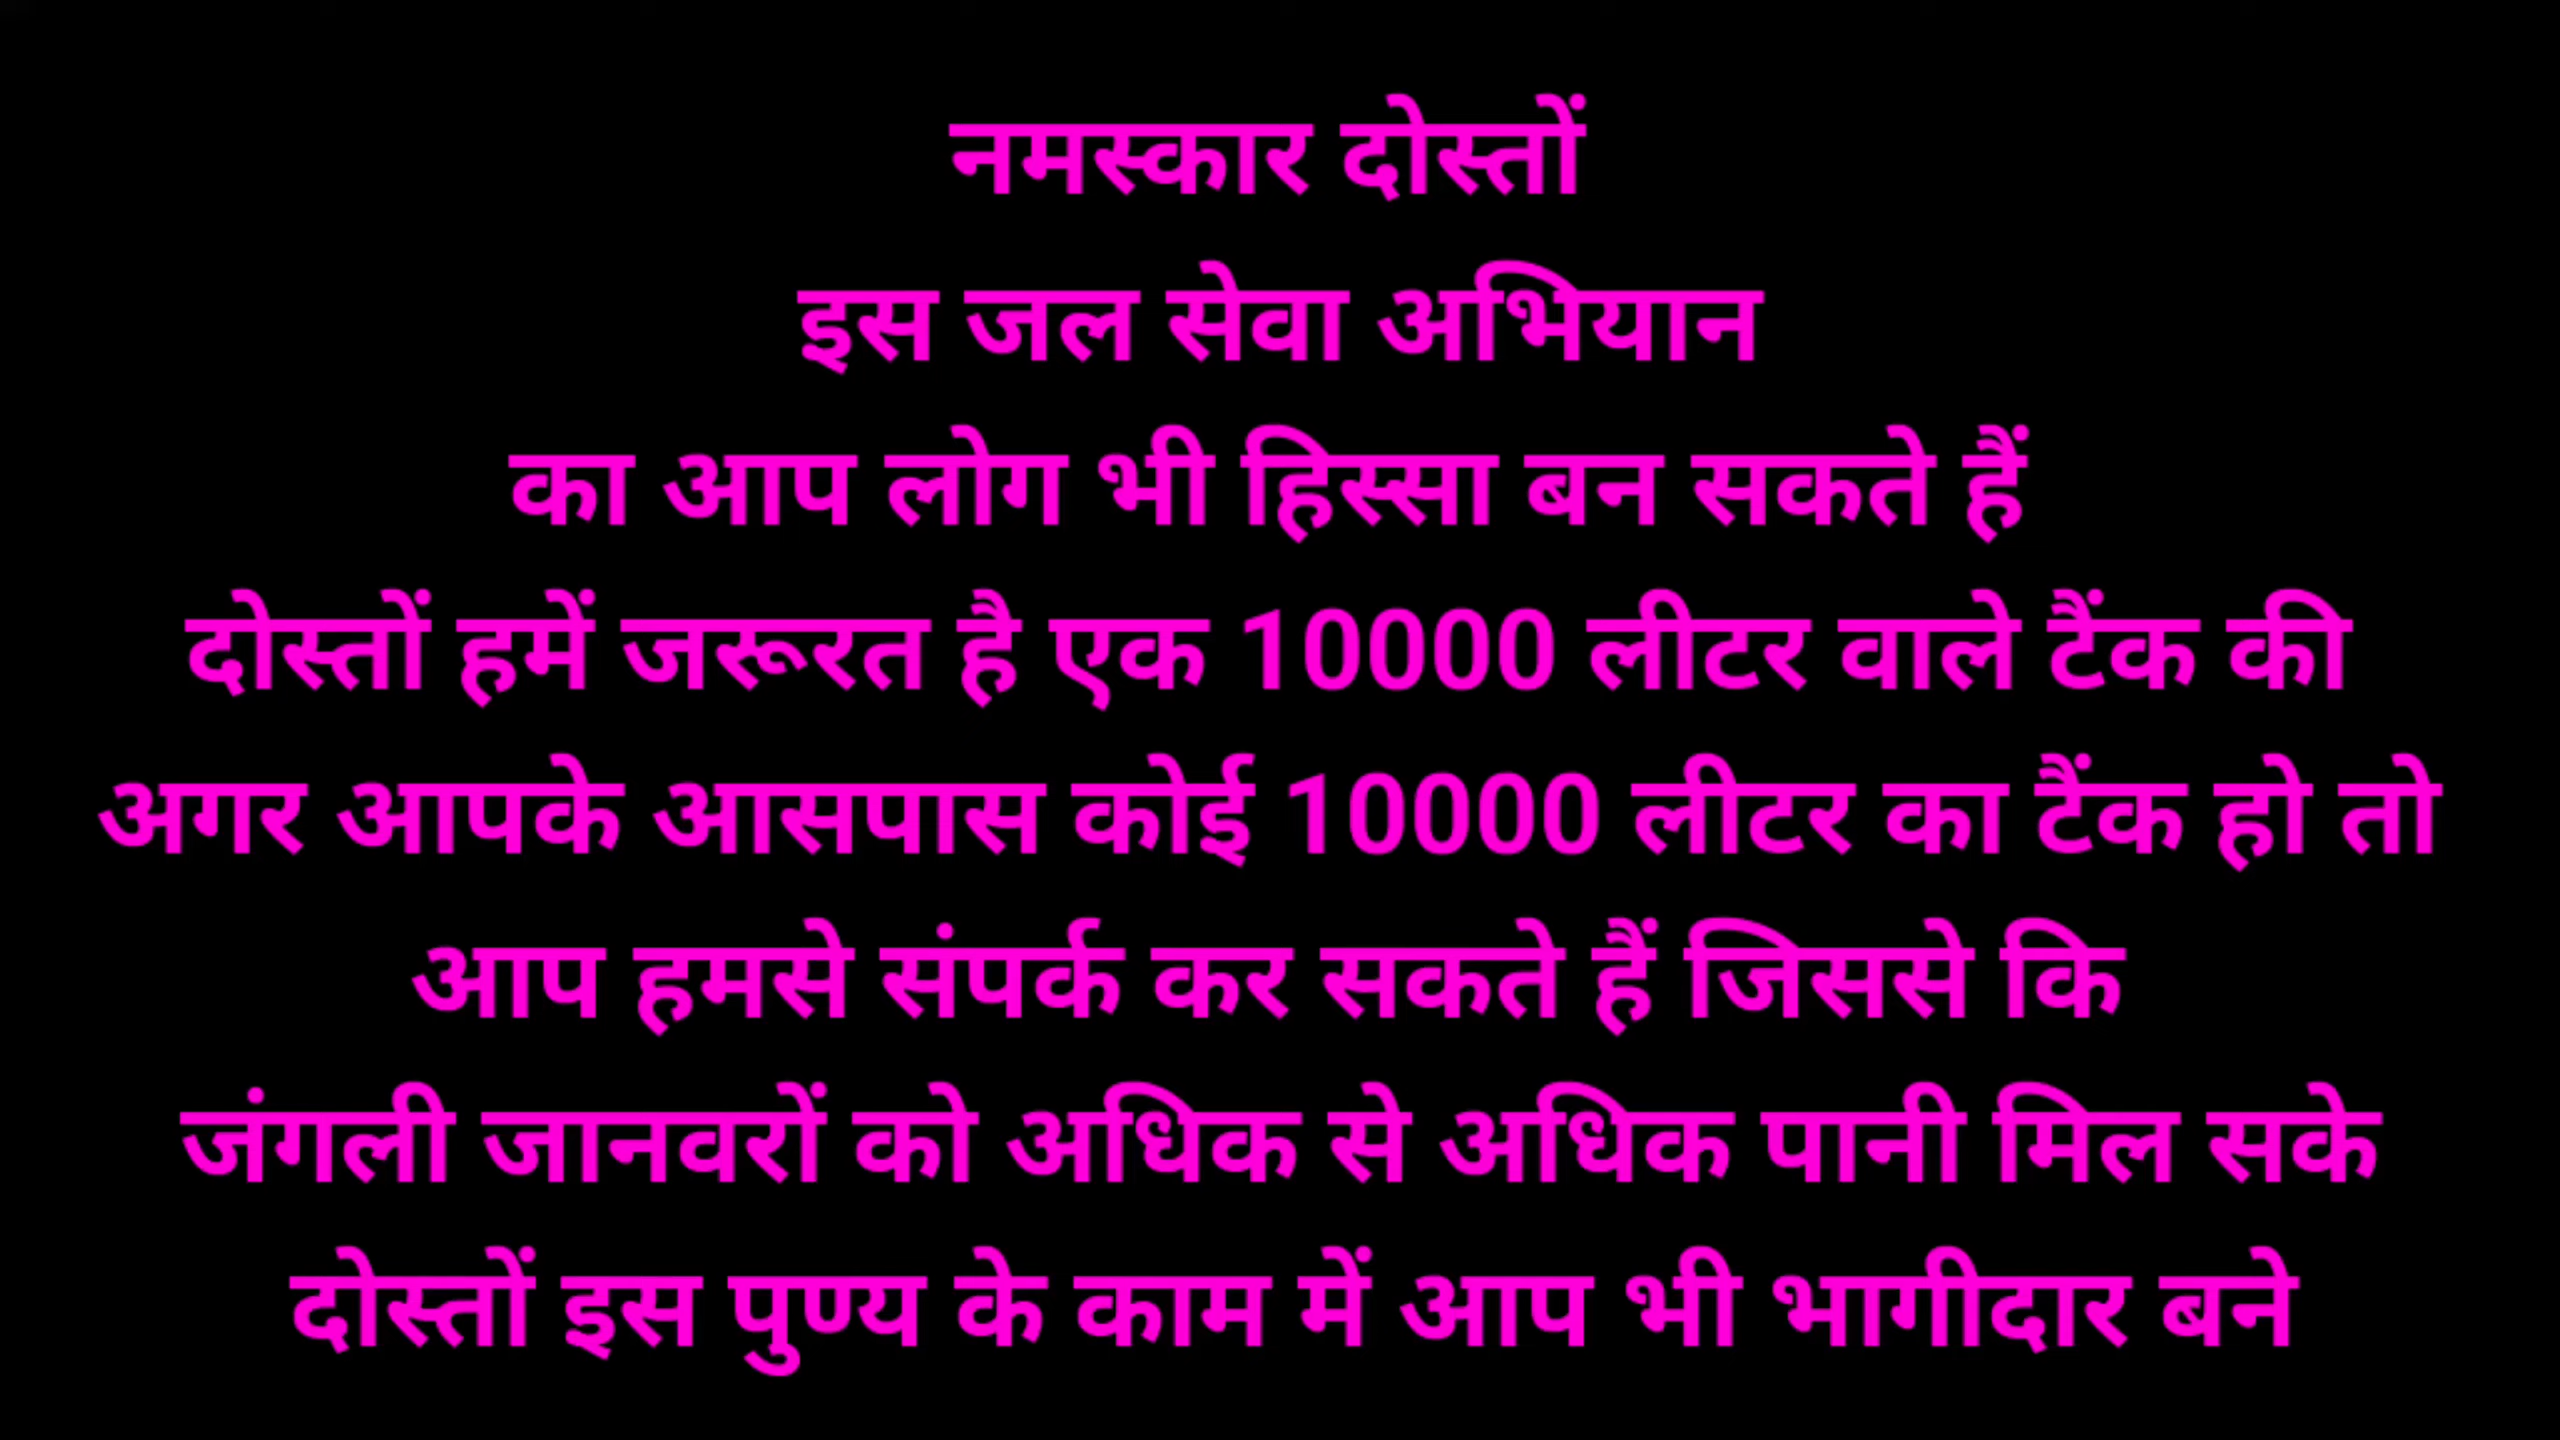 नमस्कार दोस्तों
इस जल सेवा अभियान
का आप लोग भी हिस्सा बन सकते हैं
दोस्तों हमें जरूरत है एक 10000 लीटर वाले टैंक की
अगर आपके आसपास कोई 10000 लीटर का टैंक हो तो
आप हमसे संपर्क कर सकते हैं जिससे कि
जंगली जानवरों को अधिक से अधिक पानी मिल सके
दोस्तों इस पुण्य के काम में आप भी भागीदार बने